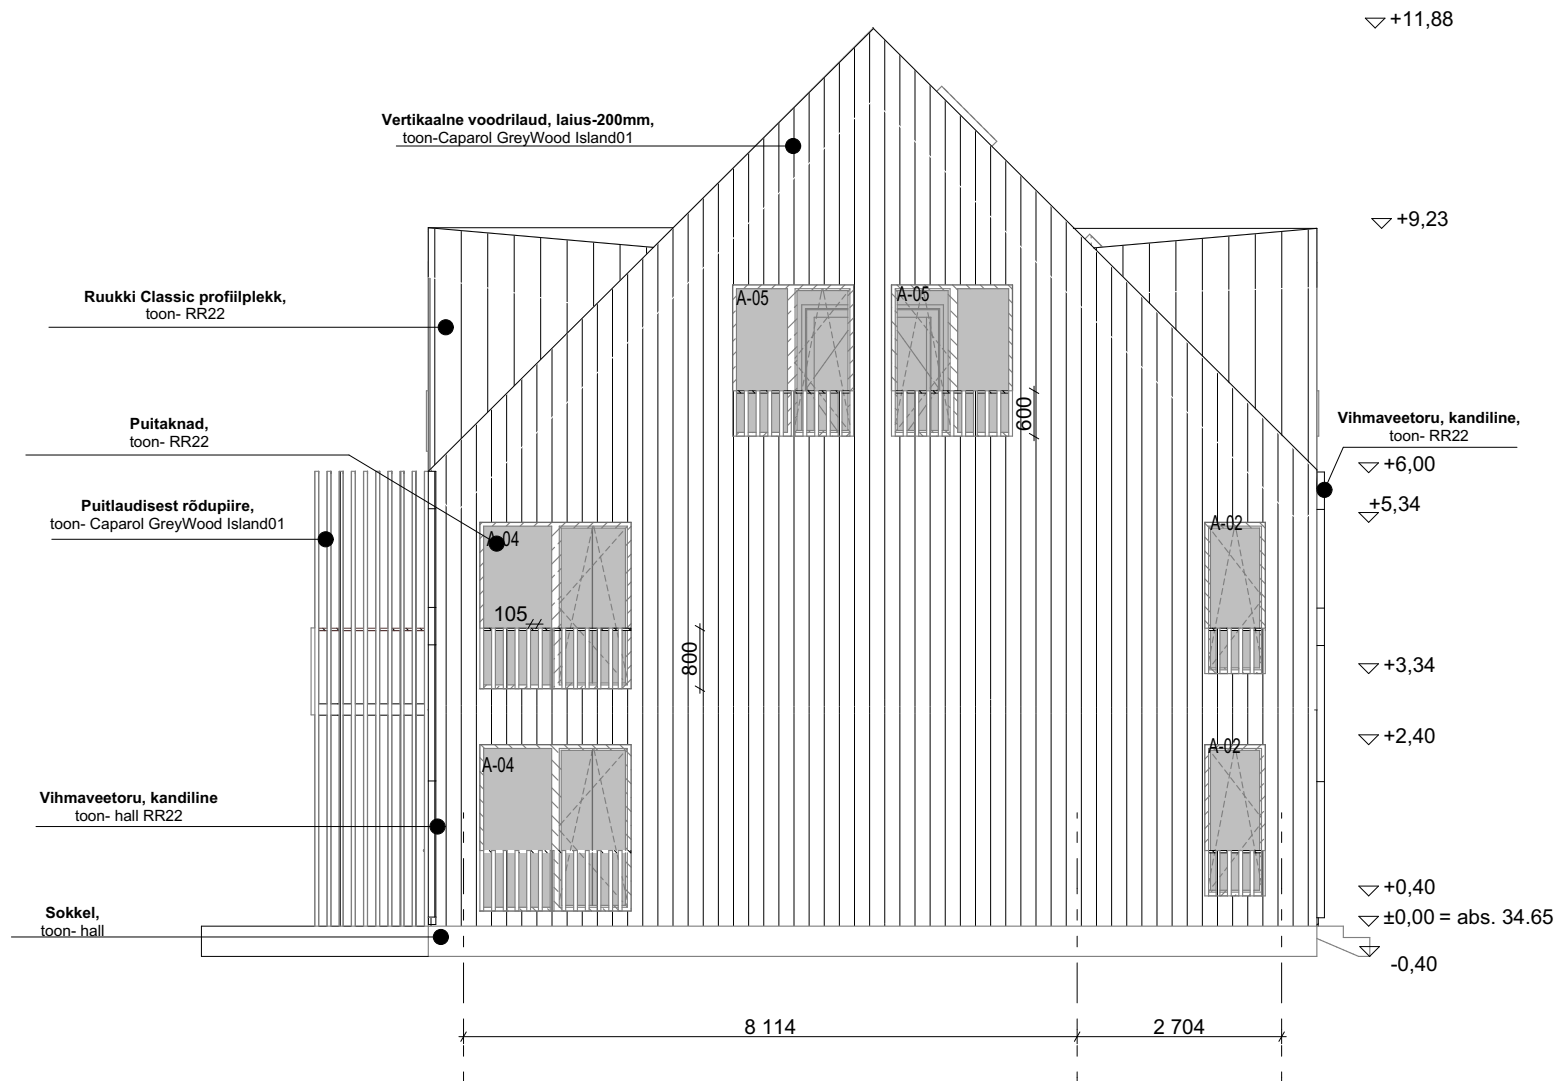 +11,88
Vertikaalne voodrilaud, laius-200mm,
toon-Caparol GreyWood Island01
+9,23
Ruukki Classic profiilplekk,
toon- RR22
A-05
A-05
600
Puitaknad,
toon- RR22
Vihmaveetoru, kandiline,
toon- RR22
+6,00
Puitlaudisest rõdupiire,
toon- Caparol GreyWood Island01
+5,34
A-04
A-02
105
800
+3,34
+2,40
A-04
A-02
Vihmaveetoru, kandiline
toon- hall RR22
+0,40
±0,00 = abs. 34.65
Sokkel,
toon- hall
-0,40
8 114
2 704